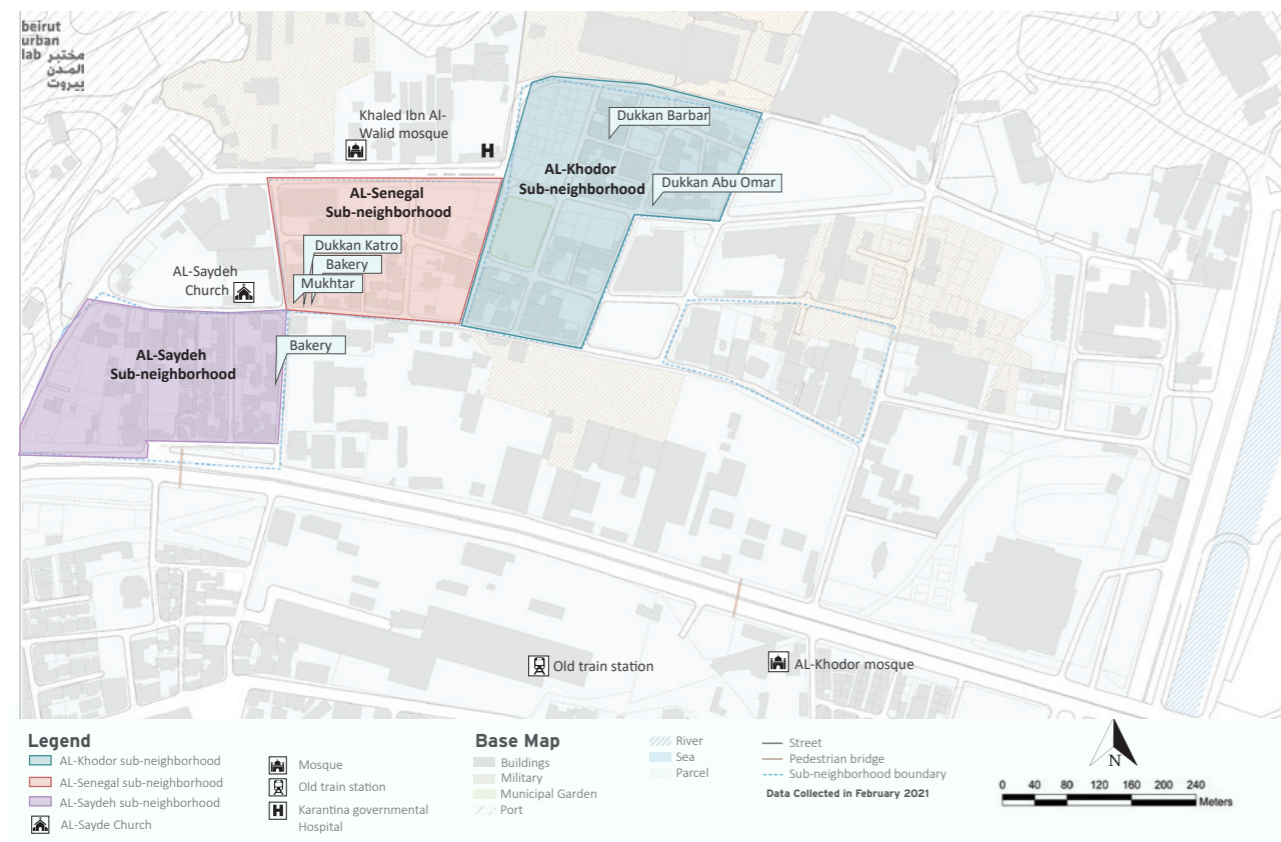 beirut
urban
lab مختبر
المدن
بيروت
Khaled Ibn Al-
Walid mosque
H
Dukkan Barbar
AL-Khodor
Sub-neighborhood
Dukkan Abu Omar
AL-Senegal
Sub-neighborhood
Dukkan Katro
Bakery
Mukhtar
AL-Saydeh
Church
Bakery
AL-Saydeh
Sub-neighborhood
Old train station
AL-Khodor mosque
Legend
AL-Khodor sub-neighborhood
AL-Senegal sub-neighborhood
AL-Saydeh sub-neighborhood
AL-Sayde Church
Mosque
Old train station
H Karantina governmental
Hospital
Base Map
Buildings
Military
Municipal Garden
Port
River
Sea
Parcel
Street
Pedestrian bridge
Sub-neighborhood boundary
Data Collected in February 2021
N
0 40 80 120 160 200 240
Meters